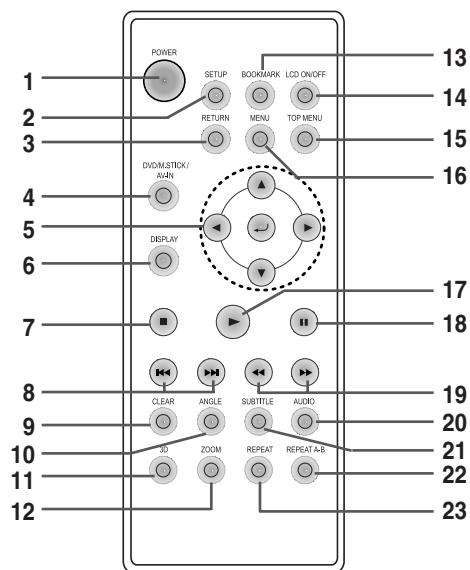 POWER
SETUP
BOOKMARK
LCD ON/OFF
RETURN
MENU
TOP MENU
DVD/M.STICK/
AV-IN
DISPLAY
CLEAR
ANGLE
SUBTITLE
AUDIO
3D
ZOOM
REPEAT
REPEAT A-B
1
2
3
4
5
6
7
8
9
10
11
12
13
14
15
16
17
18
19
20
21
22
23